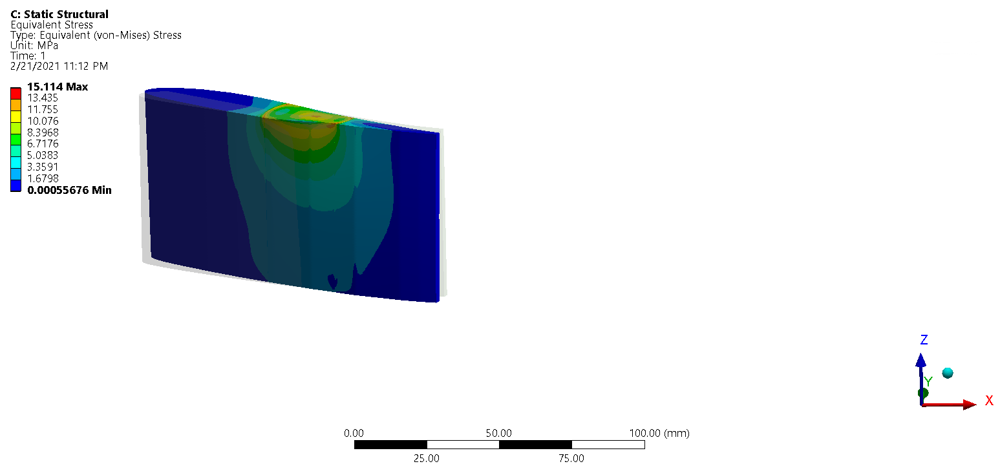 C: Static Structural
Equivalent Stress
Type: Equivalent (von-Mises) Stress
Unit: MPa
Time: 1
2/21/2021 11:12 PM
15.114 Max
13.435
11.755
10.076
8.3968
6.7176
5.0383
3.3591
1.6798
0.00055676 Min
Z
Y
X
0.00 50.00 100.00 (mm)
25.00 75.00